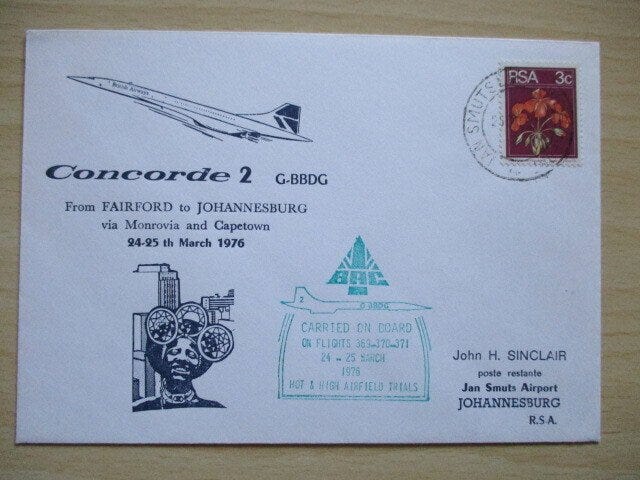 British Airways
RSA 3c
JAN SMUTS
Concorde 2 G-BBDG
From FAIRFORD to JOHANNESBURG
via Monrovia and Capetown
24-25 th March 1976
BAC
2 G-BBDG
CARRIED ON BOARD
ON FLIGHTS 369-370-371
24 - 25 MARCH
1976
HOT & HIGH AIRFIELD TRIALS
John H. SINCLAIR
poste restante
Jan Smuts Airport
JOHANNESBURG
R.S.A.